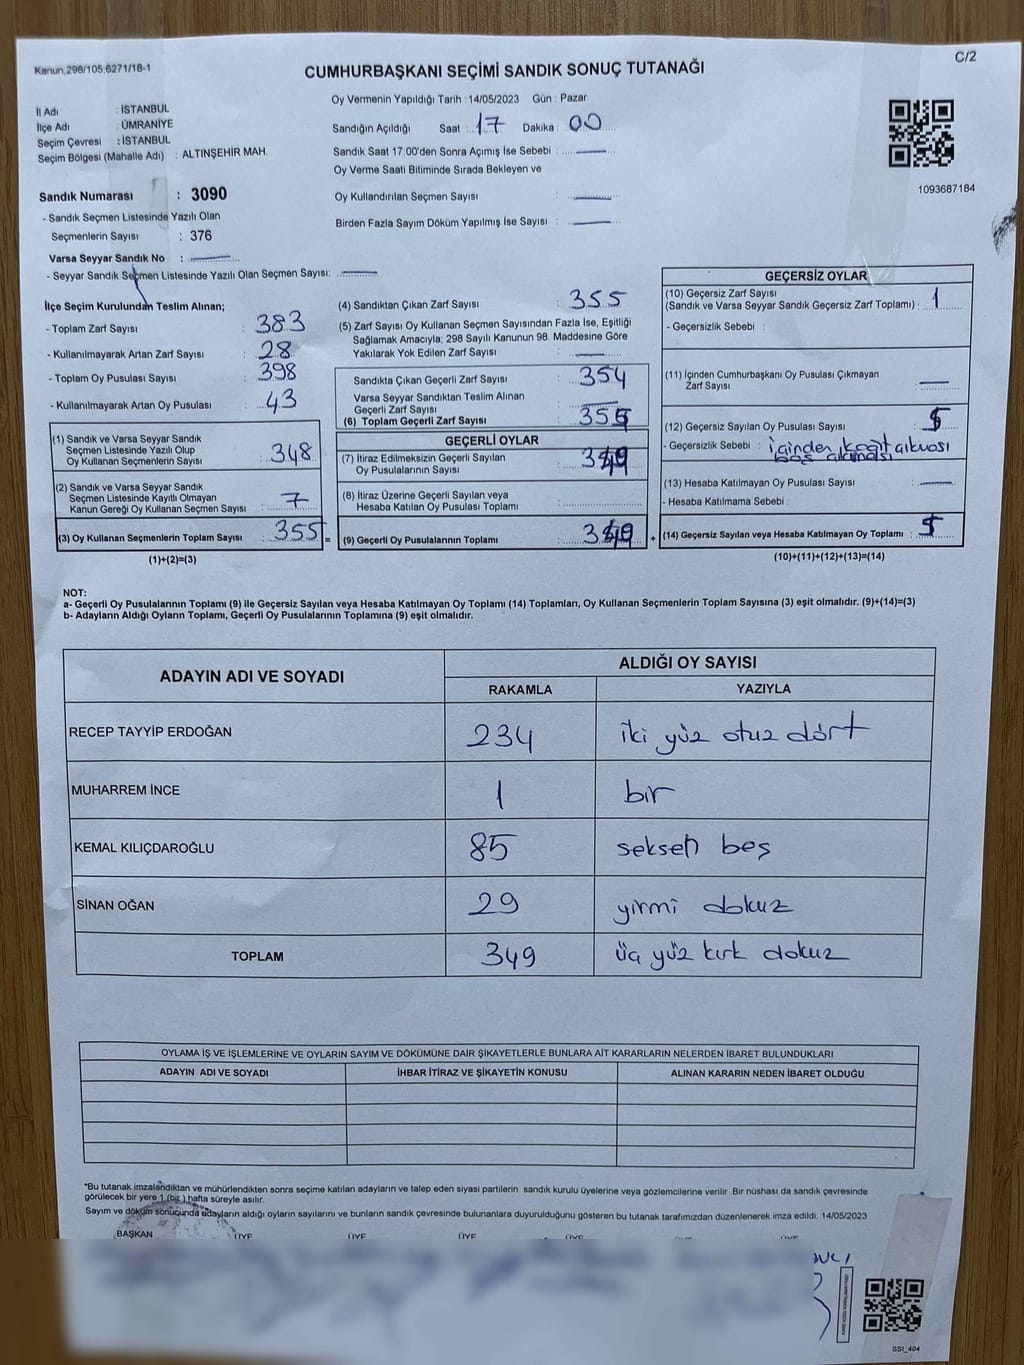 Kanun,298/105;6271/18-1
C/2
CUMHURBAŞKANI SEÇİMİ SANDIK SONUÇ TUTANAĞI
İl Adı : İSTANBUL
İlçe Adı : ÜMRANİYE
Seçim Çevresi : İSTANBUL
Seçim Bölgesi (Mahalle Adı) : ALTINŞEHİR MAH.
Oy Vermenin Yapıldığı Tarih : 14/05/2023 Gün : Pazar
Sandığın Açıldığı Saat : 17 Dakika : 00
Sandık Saat 17:00'den Sonra Açımış İse Sebebi :
Oy Verme Saati Bitiminde Sırada Bekleyen ve
Oy Kullandırılan Seçmen Sayısı :
Birden Fazla Sayım Döküm Yapılmış İse Sayısı :
1093687184
Sandık Numarası : 3090
- Sandık Seçmen Listesinde Yazılı Olan
Seçmenlerin Sayısı : 376
Varsa Seyyar Sandık No :
- Seyyar Sandık Seçmen Listesinde Yazılı Olan Seçmen Sayısı:
İlçe Seçim Kurulundan Teslim Alınan;
- Toplam Zarf Sayısı : 383
- Kullanılmayarak Artan Zarf Sayısı : 28
- Toplam Oy Pusulası Sayısı : 398
- Kullanılmayarak Artan Oy Pusulası : 43
(1) Sandık ve Varsa Seyyar Sandık
Seçmen Listesinde Yazılı Olup
Oy Kullanan Seçmenlerin Sayısı : 348
(2) Sandık ve Varsa Seyyar Sandık
Seçmen Listesinde Kayıtlı Olmayan
Kanun Gereği Oy Kullanan Seçmen Sayısı : 7
(3) Oy Kullanan Seçmenlerin Toplam Sayısı : 355 =
(1)+(2)=(3)
(4) Sandıktan Çıkan Zarf Sayısı : 355
(5) Zarf Sayısı Oy Kullanan Seçmen Sayısından Fazla İse, Eşitliği
Sağlamak Amacıyla; 298 Sayılı Kanunun 98. Maddesine Göre
Yakılarak Yok Edilen Zarf Sayısı :
Sandıkta Çıkan Geçerli Zarf Sayısı : 354
Varsa Seyyar Sandıktan Teslim Alınan
Geçerli Zarf Sayısı :
(6) Toplam Geçerli Zarf Sayısı :
GEÇERLİ OYLAR
(7) İtiraz Edilmeksizin Geçerli Sayılan
Oy Pusulalarının Sayısı :
(8) İtiraz Üzerine Geçerli Sayılan veya
Hesaba Katılan Oy Pusulası Toplamı :
(9) Geçerli Oy Pusulalarının Toplamı : +
GEÇERSİZ OYLAR
(10) Geçersiz Zarf Sayısı
(Sandık ve Varsa Seyyar Sandık Geçersiz Zarf Toplamı) : 1
- Geçersizlik Sebebi :
(11) İçinden Cumhurbaşkanı Oy Pusulası Çıkmayan
Zarf Sayısı :
(12) Geçersiz Sayılan Oy Pusulası Sayısı :
- Geçersizlik Sebebi : içinden kağıt çıkması
boş çıkması
(13) Hesaba Katılmayan Oy Pusulası Sayısı :
- Hesaba Katılmama Sebebi :
(14) Geçersiz Sayılan veya Hesaba Katılmayan Oy Toplamı :
(10)+(11)+(12)+(13)=(14)
NOT:
a- Geçerli Oy Pusulalarının Toplamı (9) ile Geçersiz Sayılan veya Hesaba Katılmayan Oy Toplamı (14) Toplamları, Oy Kullanan Seçmenlerin Toplam Sayısına (3) eşit olmalıdır. (9)+(14)=(3)
b- Adayların Aldığı Oyların Toplamı, Geçerli Oy Pusulalarının Toplamına (9) eşit olmalıdır.
ADAYIN ADI VE SOYADI
ALDIĞI OY SAYISI
RAKAMLA YAZIYLA
RECEP TAYYİP ERDOĞAN 234 iki yüz otuz dört
MUHARREM İNCE 1 bir
KEMAL KILIÇDAROĞLU 85 seksen beş
SİNAN OĞAN 29 yirmi dokuz
TOPLAM 349 üç yüz kırk dokuz
OYLAMA İŞ VE İŞLEMLERİNE VE OYLARIN SAYIM VE DÖKÜMÜNE DAİR ŞİKAYETLERLE BUNLARA AİT KARARLARIN NELERDEN İBARET BULUNDUKLARI
ADAYIN ADI VE SOYADI İHBAR İTİRAZ VE ŞİKAYETİN KONUSU ALINAN KARARIN NEDEN İBARET OLDUĞU
*Bu tutanak imzalandıktan ve mühürlendikten sonra seçime katılan adayların ve talep eden siyasi partilerin sandık kurulu üyelerine veya gözlemcilerine verilir .Bir nüshası da sandık çevresinde
görülecek bir yere 1 (bir ) hafta süreyle asılır.
Sayım ve döküm sonucunda adayların aldığı oyların sayılarını ve bunların sandık çevresinde bulunanlara duyurulduğunu gösteren bu tutanak tarafımızdan düzenlenerek imza edildi. 14/05/2023
BAŞKAN ÜYE ÜYE ÜYE ÜYE
SSI_404